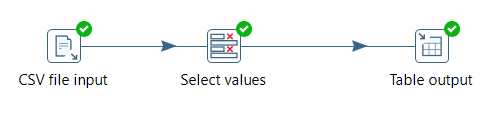 CSV file input
Select values
Table output